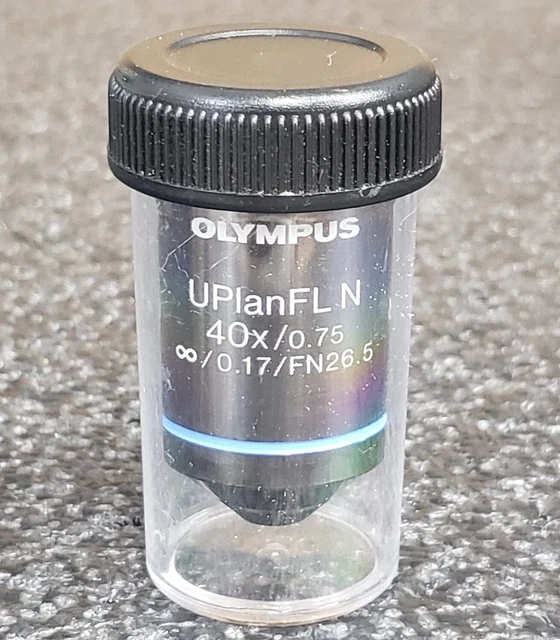 OLYMPUS
UPlanFL N
40x/0.75
∞/0.17/FN26.5